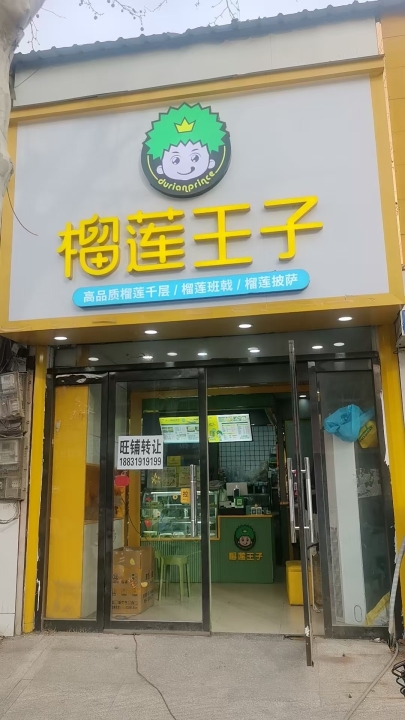 durianprince
榴莲王子
高品质榴莲千层 / 榴莲班戟 / 榴莲披萨
旺铺转让
18831919199
榴莲王子